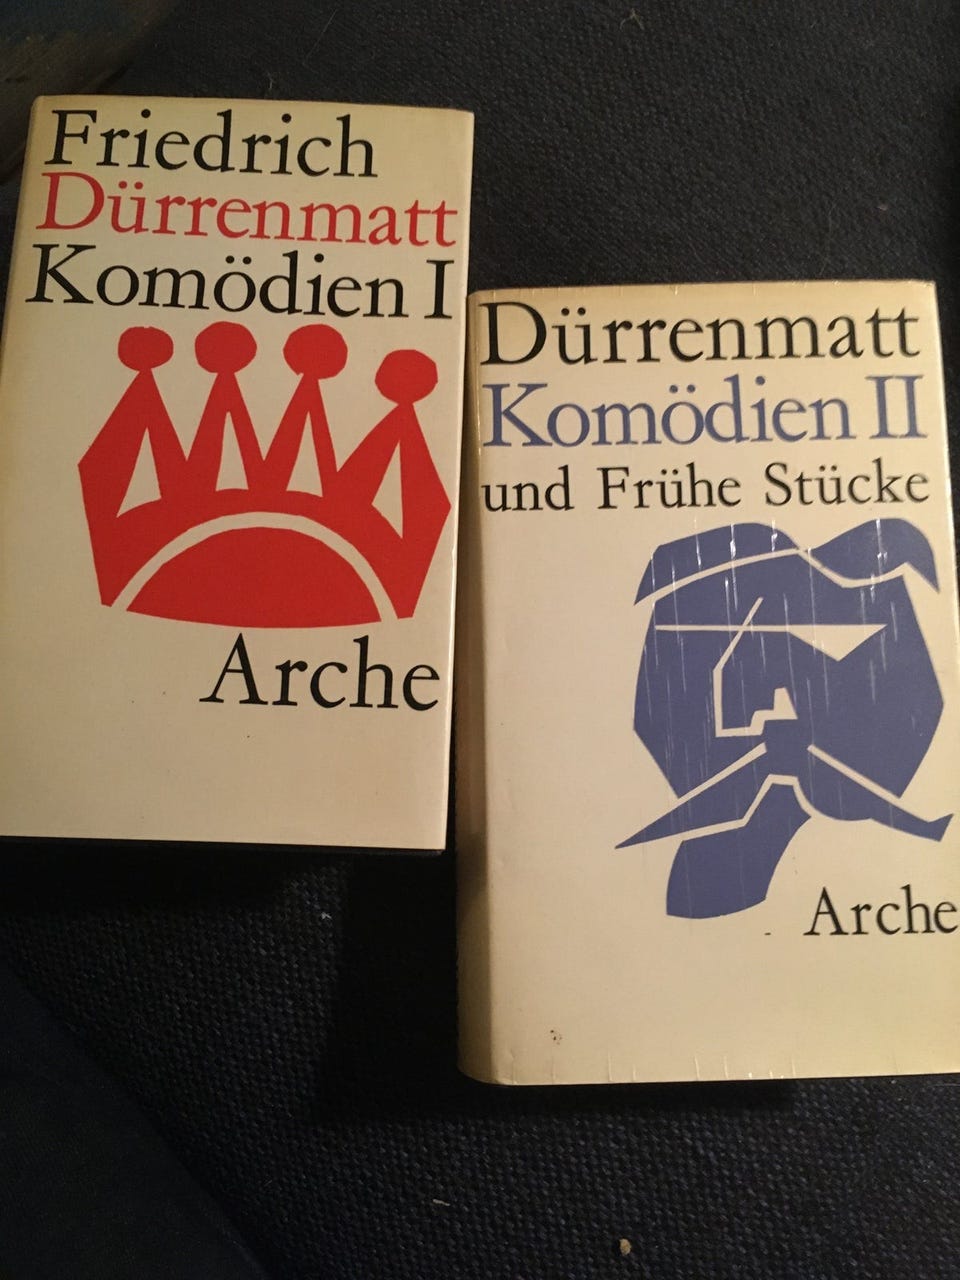 Friedrich
Dürrenmatt
Komödien I
Arche
Dürrenmatt
Komödien II
und Frühe Stücke
Arche